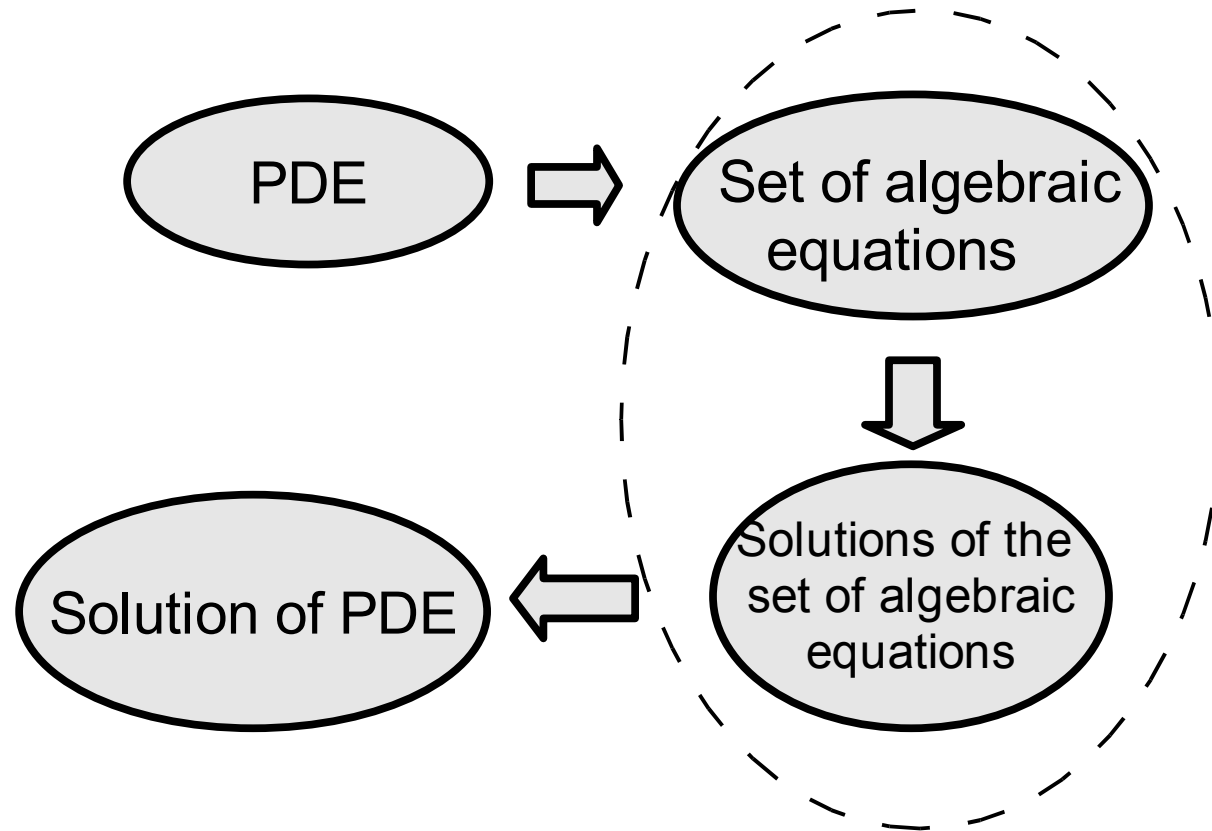 PDE
Set of algebraic
equations
Solutions of the
set of algebraic
equations
Solution of PDE